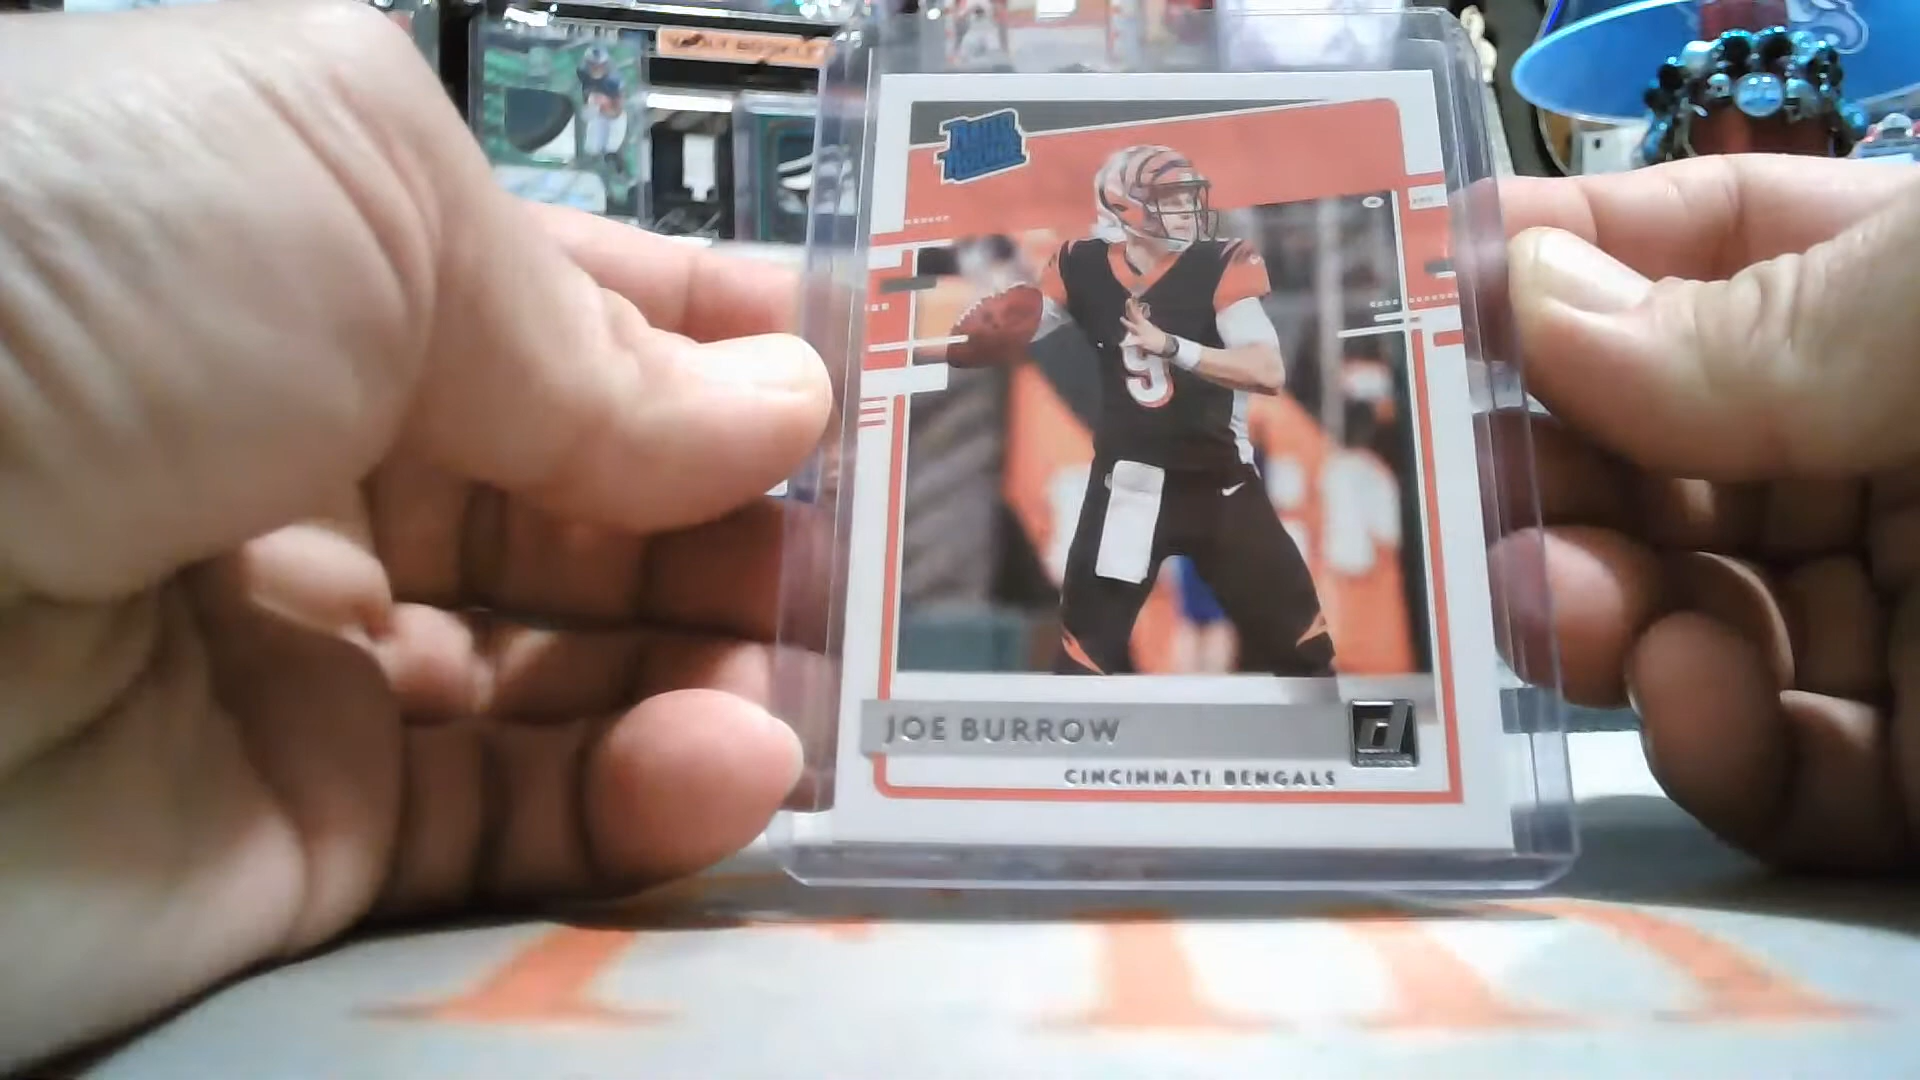 RATED
ROOKIE
9
JOE BURROW
CINCINNATI BENGALS